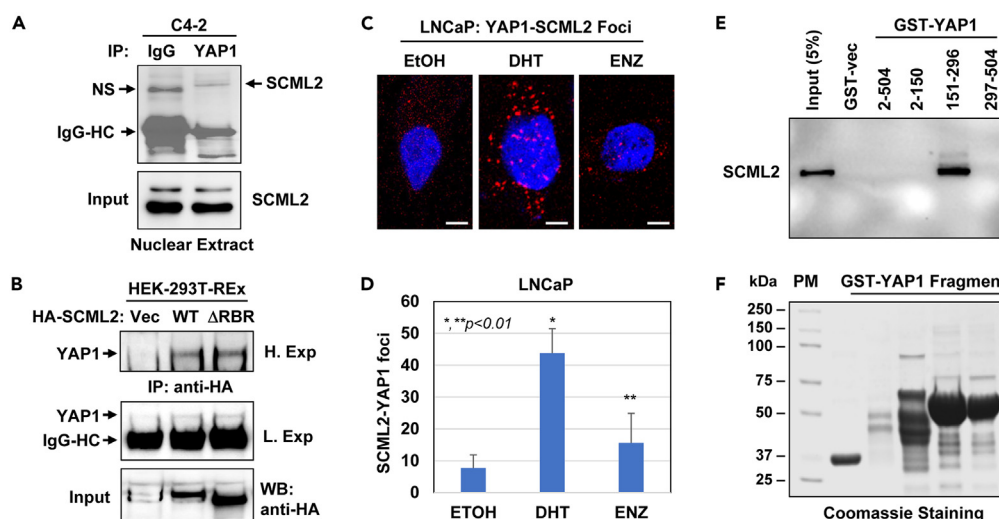 A
C4-2
IP: IgG YAP1
NS
SCML2
IgG-HC
Input
SCML2
Nuclear Extract
B
HEK-293T-REx
HA-SCML2: Vec WT ΔRBR
YAP1
H. Exp
IP: anti-HA
YAP1
IgG-HC
L. Exp
Input
WB:
anti-HA
C
LNCaP: YAP1-SCML2 Foci
EtOH DHT ENZ
D
LNCaP
SCML2-YAP1 foci
60
50
40
30
20
10
0
*,**p<0.01
*
**
ETOH DHT ENZ
E
GST-YAP1
Input (5%)
GST-vec
2-504
2-150
151-296
297-504
SCML2
F
kDa PM GST-YAP1 Fragmen
250
150
100
75
50
37
25
Coomassie Staining